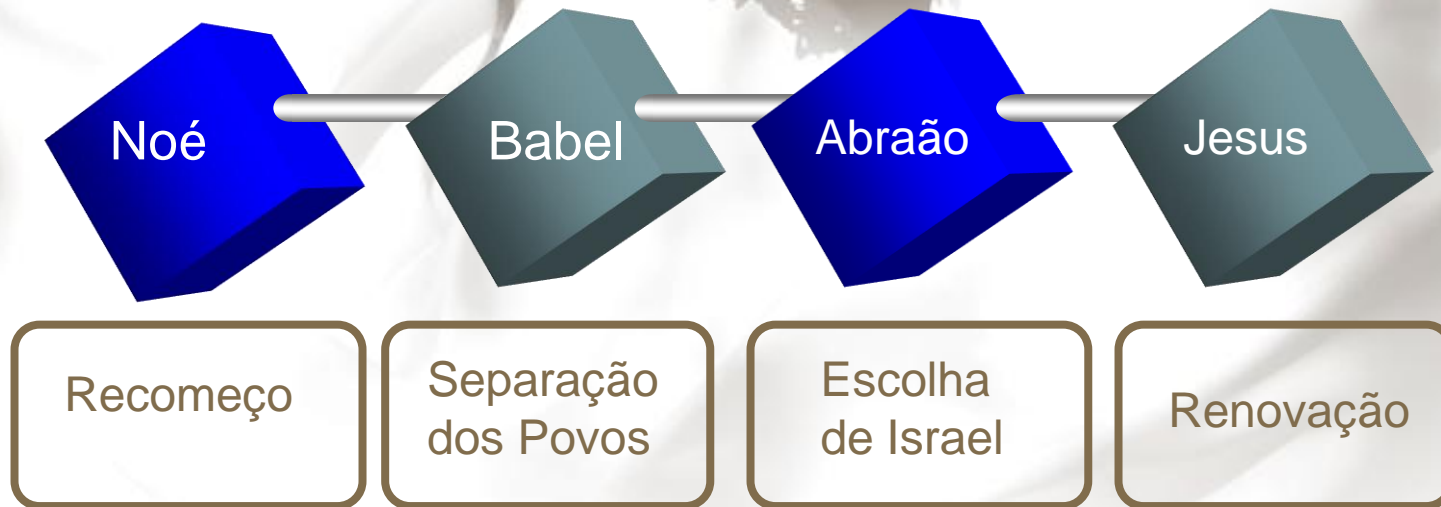 Noé
Babel
Abraão
Jesus
Recomeço
Separação
dos Povos
Escolha
de Israel
Renovação